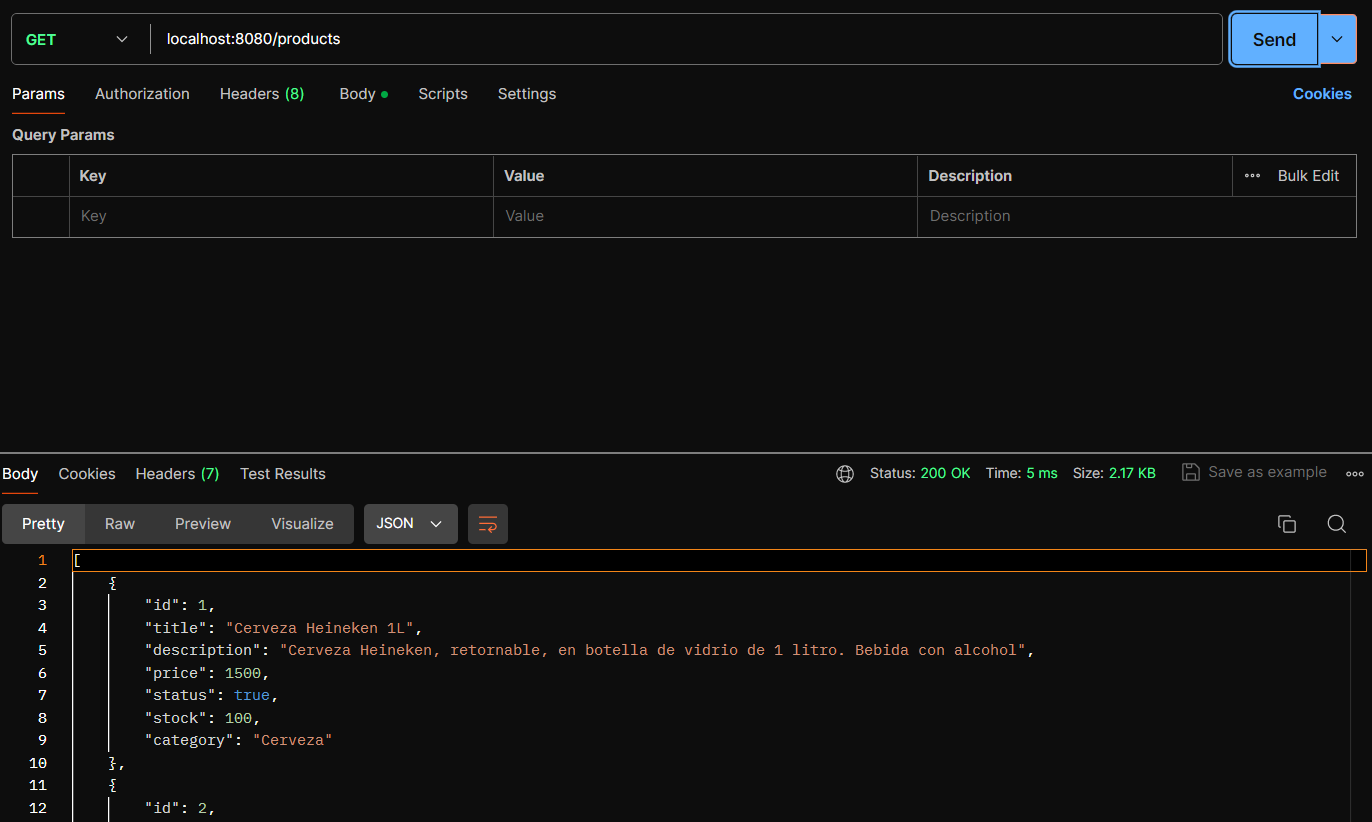 GET localhost:8080/products Send
Params Authorization Headers (8) Body Scripts Settings Cookies
Query Params
Key Value Description Bulk Edit
Key Value Description
Body Cookies Headers (7) Test Results Status: 200 OK Time: 5 ms Size: 2.17 KB Save as example
Pretty Raw Preview Visualize JSON
1 [
2 {
3 "id": 1,
4 "title": "Cerveza Heineken 1L",
5 "description": "Cerveza Heineken, retornable, en botella de vidrio de 1 litro. Bebida con alcohol",
6 "price": 1500,
7 "status": true,
8 "stock": 100,
9 "category": "Cerveza"
10 },
11 {
12 "id": 2,